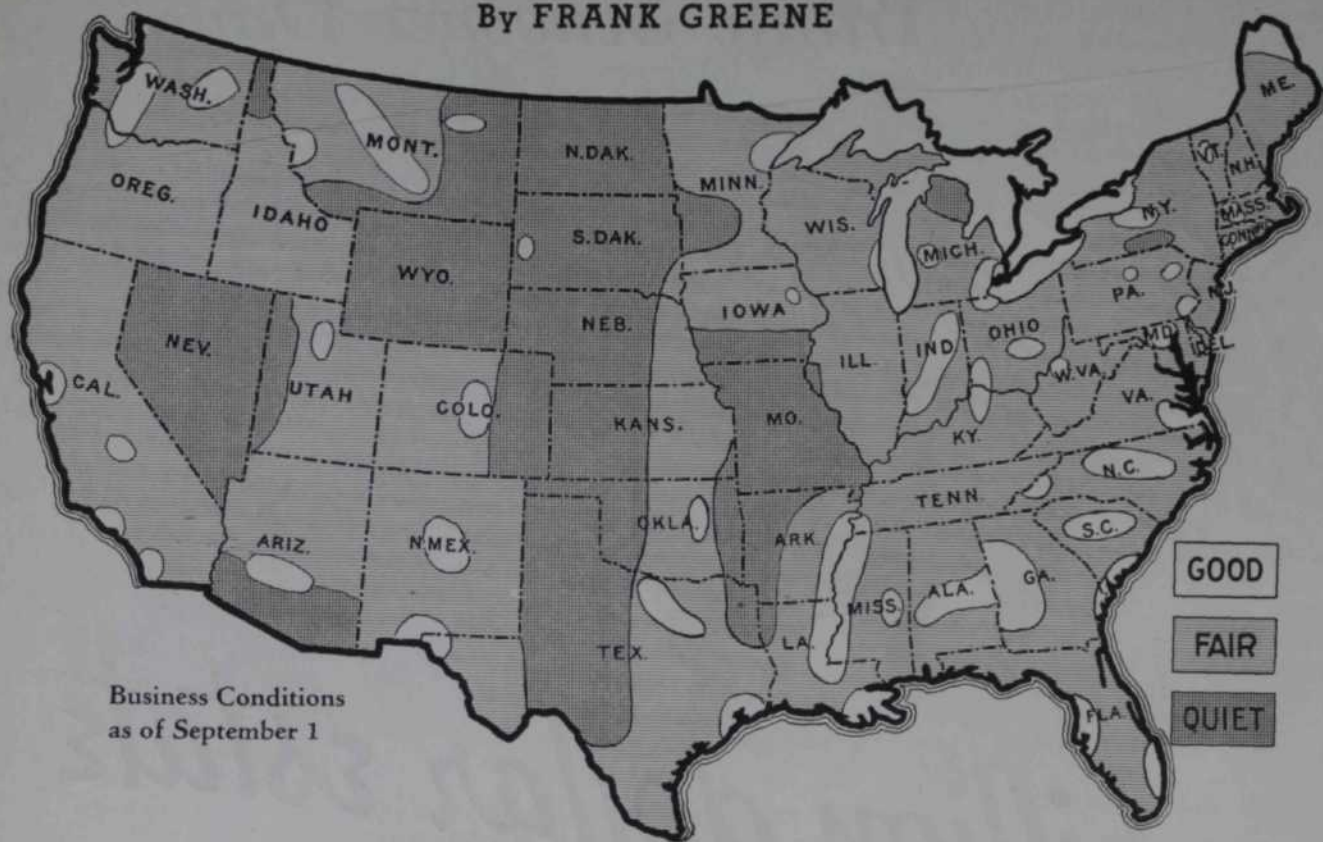 By FRANK GREENE
WASH.
MONT.
N.DAK.
MINN.
ME.
VT.
N.H.
OREG.
IDAHO
S.DAK.
WIS.
MICH.
N.Y.
MASS.
CONN.
WYO.
IOWA
PA.
N.J.
NEV.
NEB.
ILL.
IND
OHIO
MD.
DEL.
CAL.
UTAH
COLO.
KANS.
MO.
W.VA.
VA.
KY.
N.C.
TENN.
ARIZ.
N.MEX.
OKLA.
ARK.
S.C.
MISS.
ALA.
GA.
TEX.
LA.
FLA.
GOOD
FAIR
QUIET
Business Conditions
as of September 1